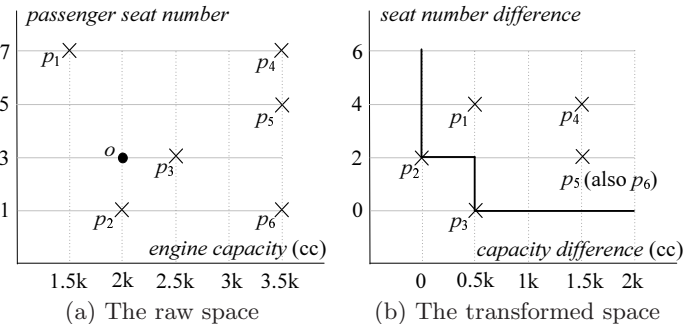 passenger seat number
7
5
3
1
p1
p4
p5
o
p3
p2
p6
engine capacity (cc)
1.5k 2k 2.5k 3k 3.5k
(a) The raw space
seat number difference
6
4
2
0
p1
p4
p2
p5 (also p6)
p3
capacity difference (cc)
0 0.5k 1k 1.5k 2k
(b) The transformed space